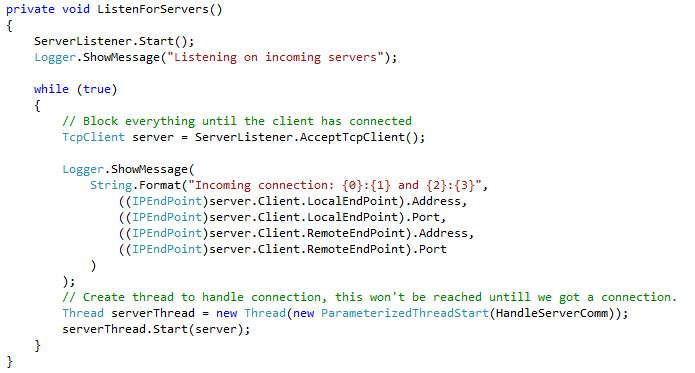 private void ListenForServers()
{
    ServerListener.Start();
    Logger.ShowMessage("Listening on incoming servers");

    while (true)
    {
        // Block everything until the client has connected
        TcpClient server = ServerListener.AcceptTcpClient();

        Logger.ShowMessage(
            String.Format("Incoming connection: {0}:{1} and {2}:{3}",
                ((IPEndPoint)server.Client.LocalEndPoint).Address,
                ((IPEndPoint)server.Client.LocalEndPoint).Port,
                ((IPEndPoint)server.Client.RemoteEndPoint).Address,
                ((IPEndPoint)server.Client.RemoteEndPoint).Port
            )
        );
        // Create thread to handle connection, this won't be reached untill we got a connection.
        Thread serverThread = new Thread(new ParameterizedThreadStart(HandleServerComm));
        serverThread.Start(server);
    }
}